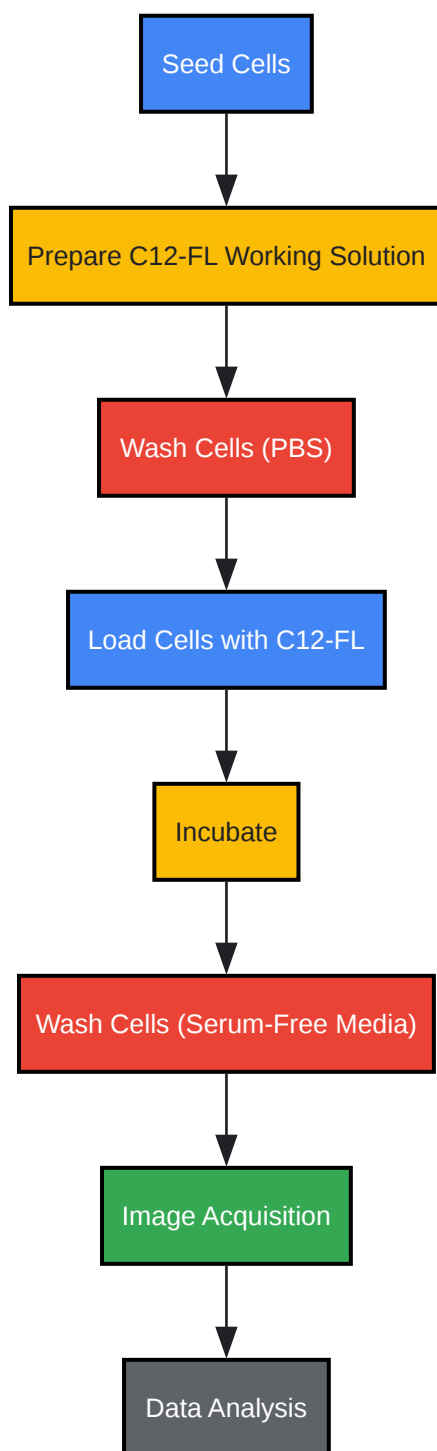 Seed Cells
Prepare C12-FL Working Solution
Wash Cells (PBS)
Load Cells with C12-FL
Incubate
Wash Cells (Serum-Free Media)
Image Acquisition
Data Analysis